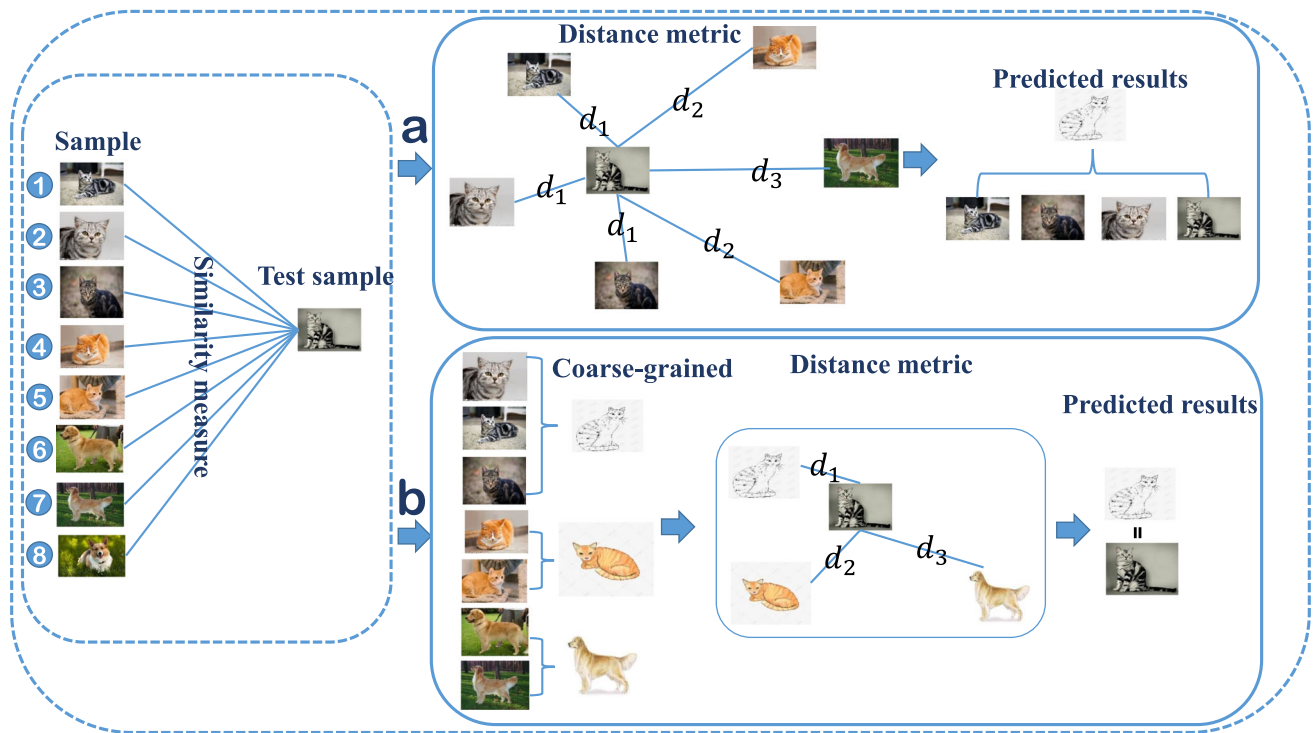 Sample
1
2
3
4
5
6
7
8
Similarity measure
Test sample
a
Distance metric
d₁
d₂
d₁
d₃
d₁
d₂
Predicted results
b
Coarse-grained
Distance metric
d₁
d₂
d₃
Predicted results
=